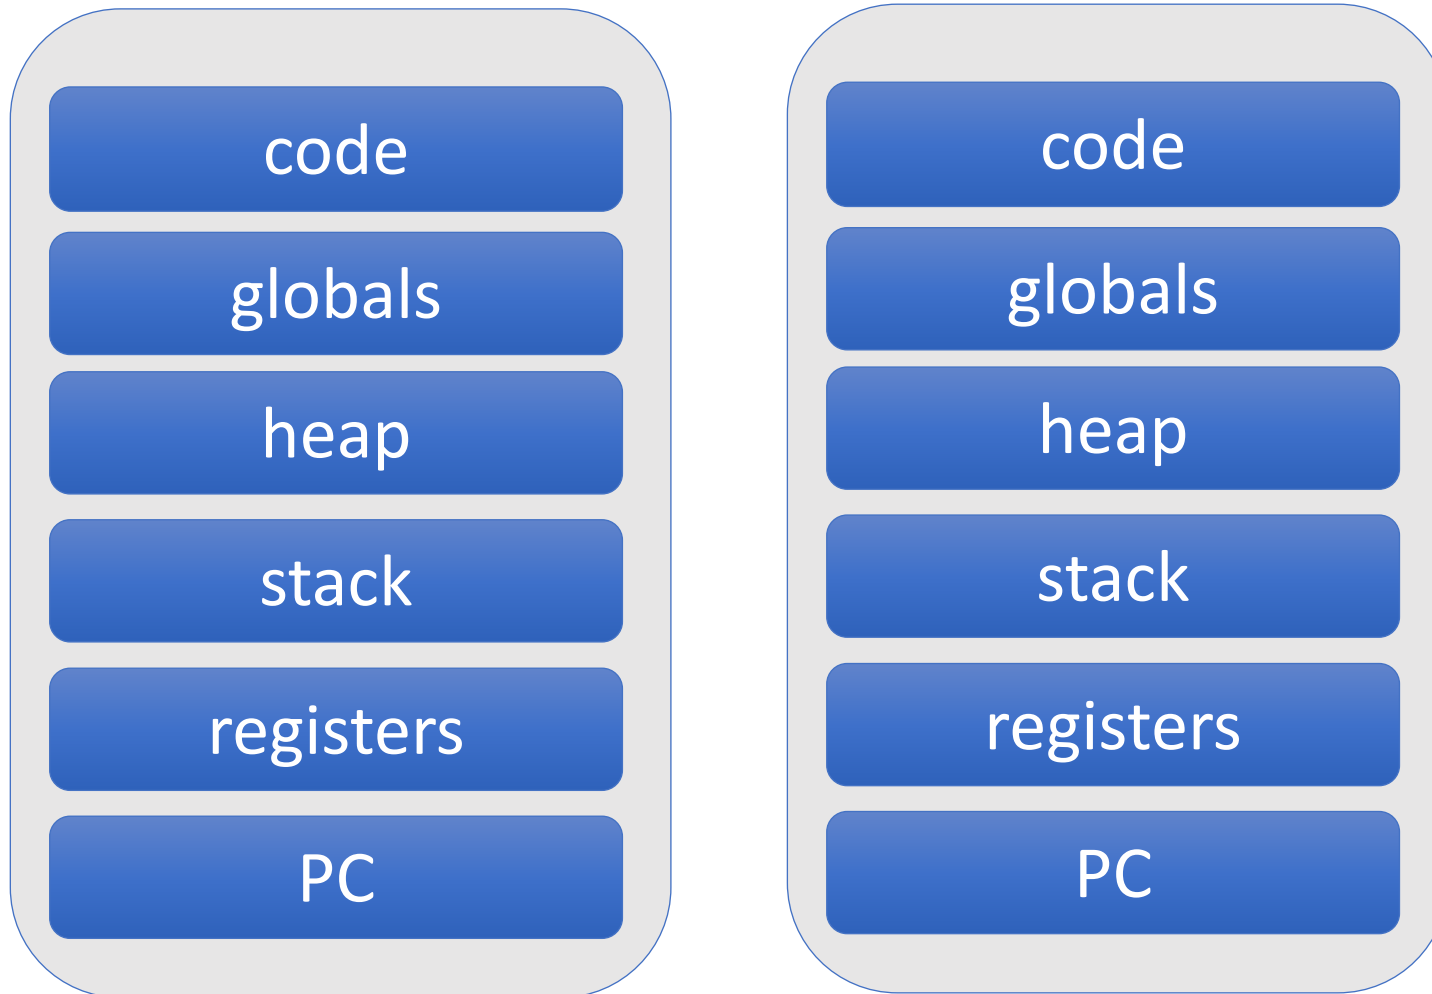 code
globals
heap
stack
registers
PC
code
globals
heap
stack
registers
PC